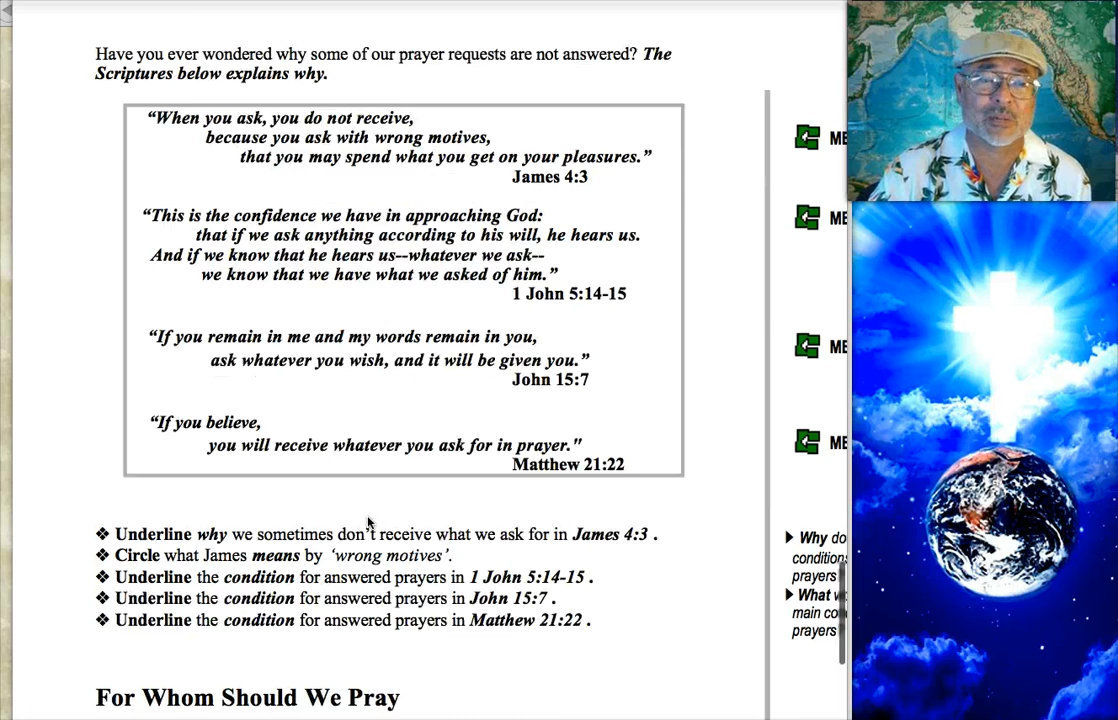 Have you ever wondered why some of our prayer requests are not answered? The
Scriptures below explains why.
“When you ask, you do not receive,
because you ask with wrong motives,
that you may spend what you get on your pleasures.”
James 4:3
“This is the confidence we have in approaching God:
that if we ask anything according to his will, he hears us.
And if we know that he hears us--whatever we ask--
we know that we have what we asked of him.”
1 John 5:14-15
“If you remain in me and my words remain in you,
ask whatever you wish, and it will be given you.”
John 15:7
“If you believe,
you will receive whatever you ask for in prayer."
Matthew 21:22
❖ Underline why we sometimes don’t receive what we ask for in James 4:3 .
❖ Circle what James means by ‘wrong motives’.
❖ Underline the condition for answered prayers in 1 John 5:14-15 .
❖ Underline the condition for answered prayers in John 15:7 .
❖ Underline the condition for answered prayers in Matthew 21:22 .
For Whom Should We Pray
ME
ME
ME
ME
Why do
conditions
prayers
What
main
prayers